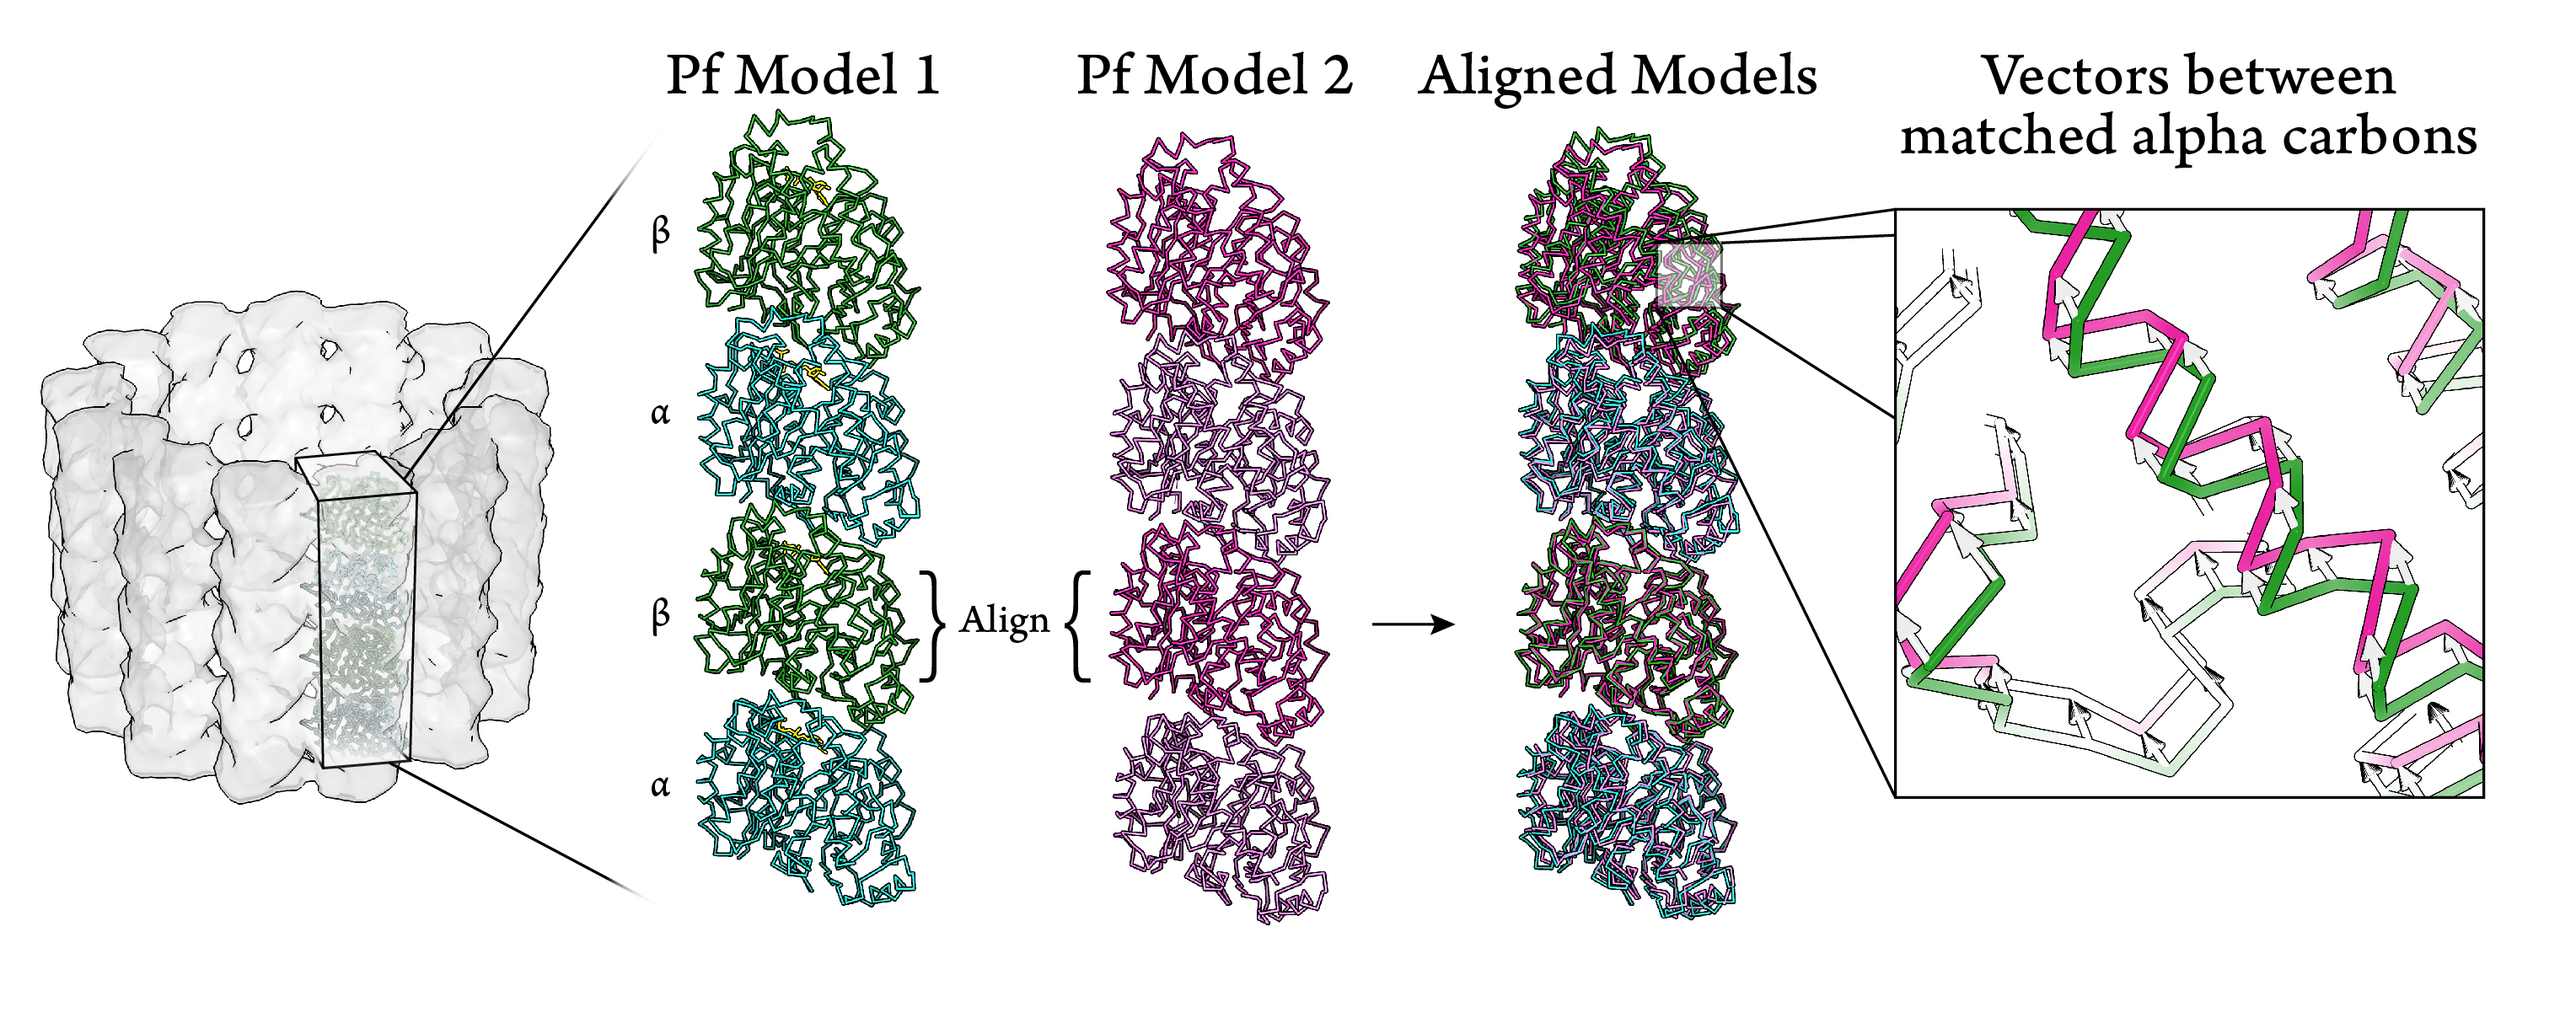 Pf Model 1
Pf Model 2
Aligned Models
Vectors between
matched alpha carbons
β
α
β
Align
α